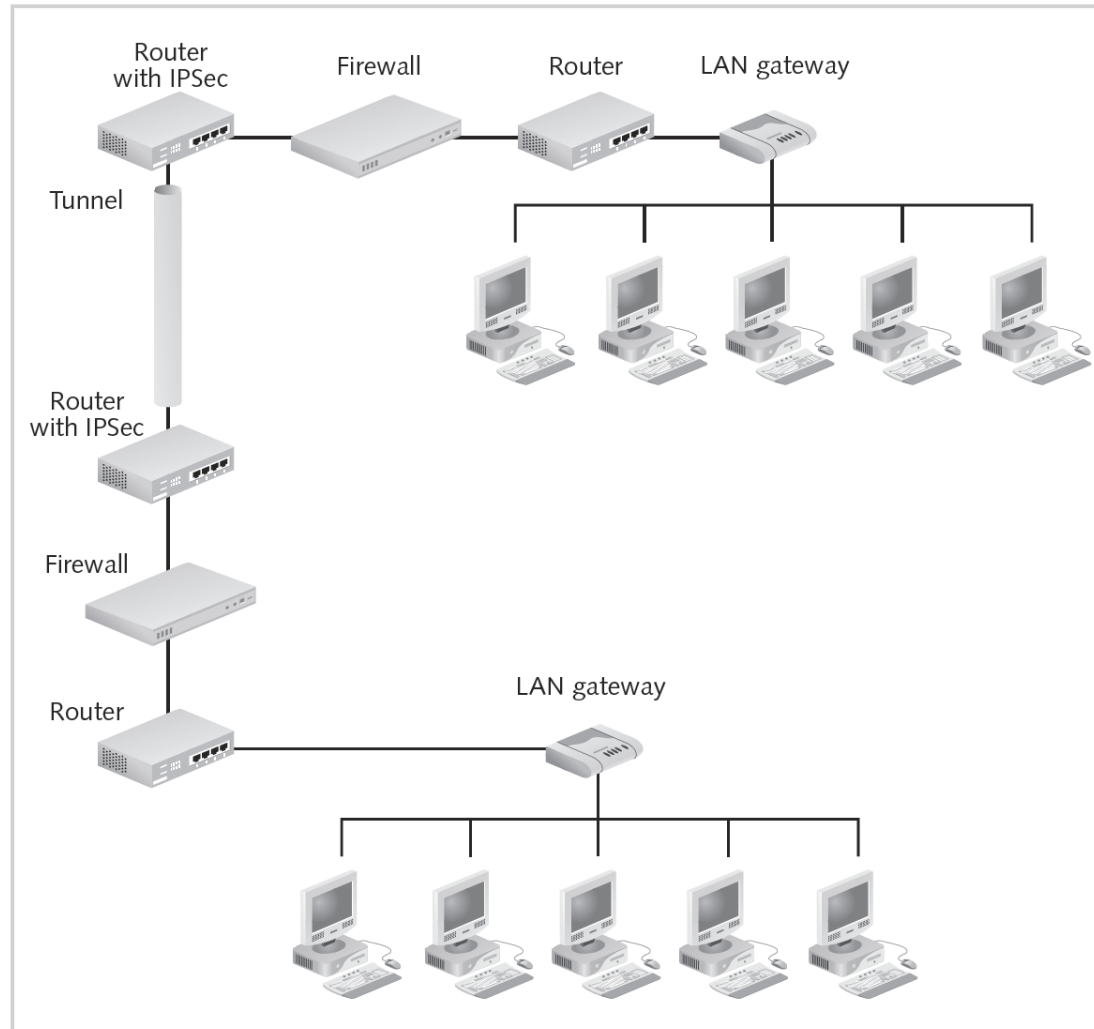 Router
with IPSec
Firewall
Router
LAN gateway
Tunnel
Router
with IPSec
Firewall
LAN gateway
Router